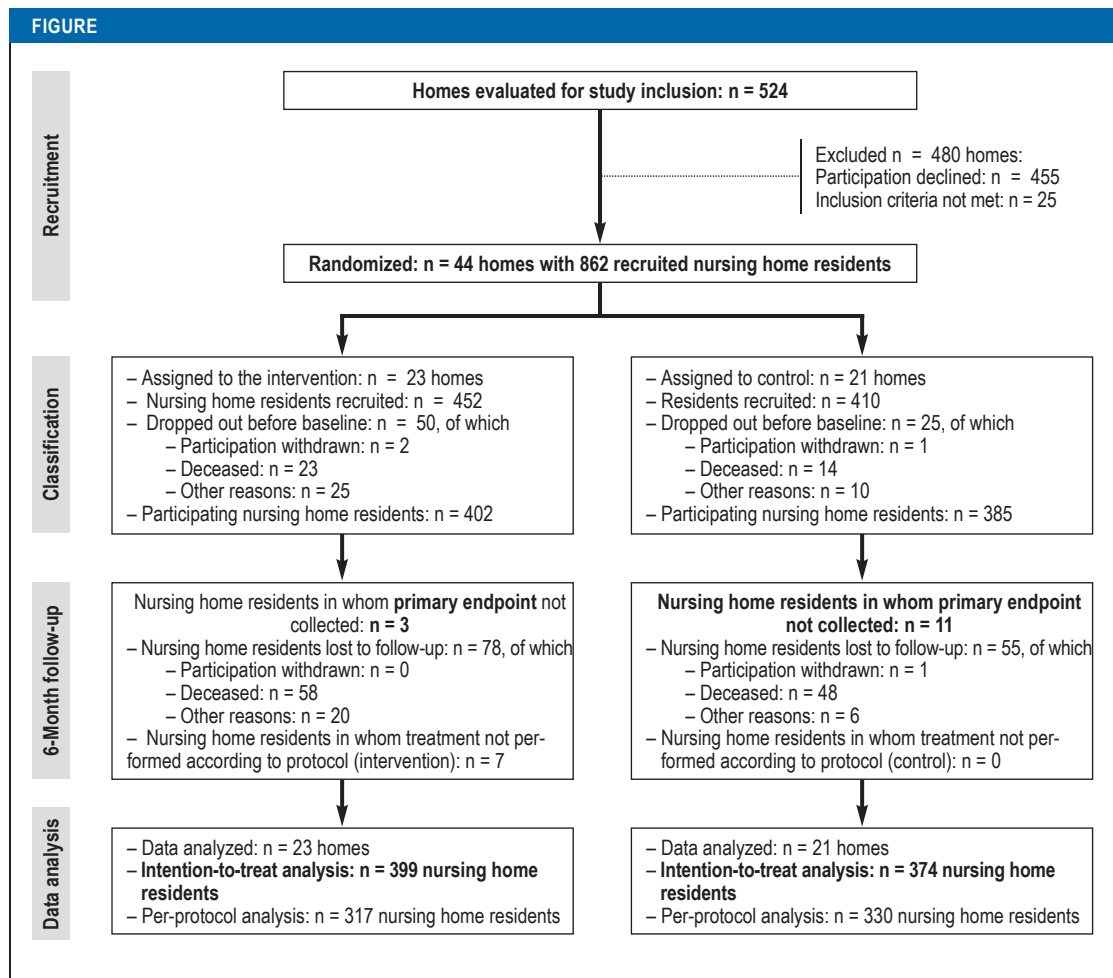 FIGURE
Recruitment
Homes evaluated for study inclusion: n = 524
Excluded n = 480 homes:
Participation declined: n = 455
Inclusion criteria not met: n = 25
Randomized: n = 44 homes with 862 recruited nursing home residents
Classification
– Assigned to the intervention: n = 23 homes
– Nursing home residents recruited: n = 452
– Dropped out before baseline: n = 50, of which
– Participation withdrawn: n = 2
– Deceased: n = 23
– Other reasons: n = 25
– Participating nursing home residents: n = 402
– Assigned to control: n = 21 homes
– Residents recruited: n = 410
– Dropped out before baseline: n = 25, of which
– Participation withdrawn: n = 1
– Deceased: n = 14
– Other reasons: n = 10
– Participating nursing home residents: n = 385
6-Month follow-up
Nursing home residents in whom primary endpoint not
collected: n = 3
– Nursing home residents lost to follow-up: n = 78, of which
– Participation withdrawn: n = 0
– Deceased: n = 58
– Other reasons: n = 20
– Nursing home residents in whom treatment not per-
formed according to protocol (intervention): n = 7
Nursing home residents in whom primary endpoint
not collected: n = 11
– Nursing home residents lost to follow-up: n = 55, of which
– Participation withdrawn: n = 1
– Deceased: n = 48
– Other reasons: n = 6
– Nursing home residents in whom treatment not per-
formed according to protocol (control): n = 0
Data analysis
– Data analyzed: n = 23 homes
– Intention-to-treat analysis: n = 399 nursing home
residents
– Per-protocol analysis: n = 317 nursing home residents
– Data analyzed: n = 21 homes
– Intention-to-treat analysis: n = 374 nursing home
residents
– Per-protocol analysis: n = 330 nursing home residents